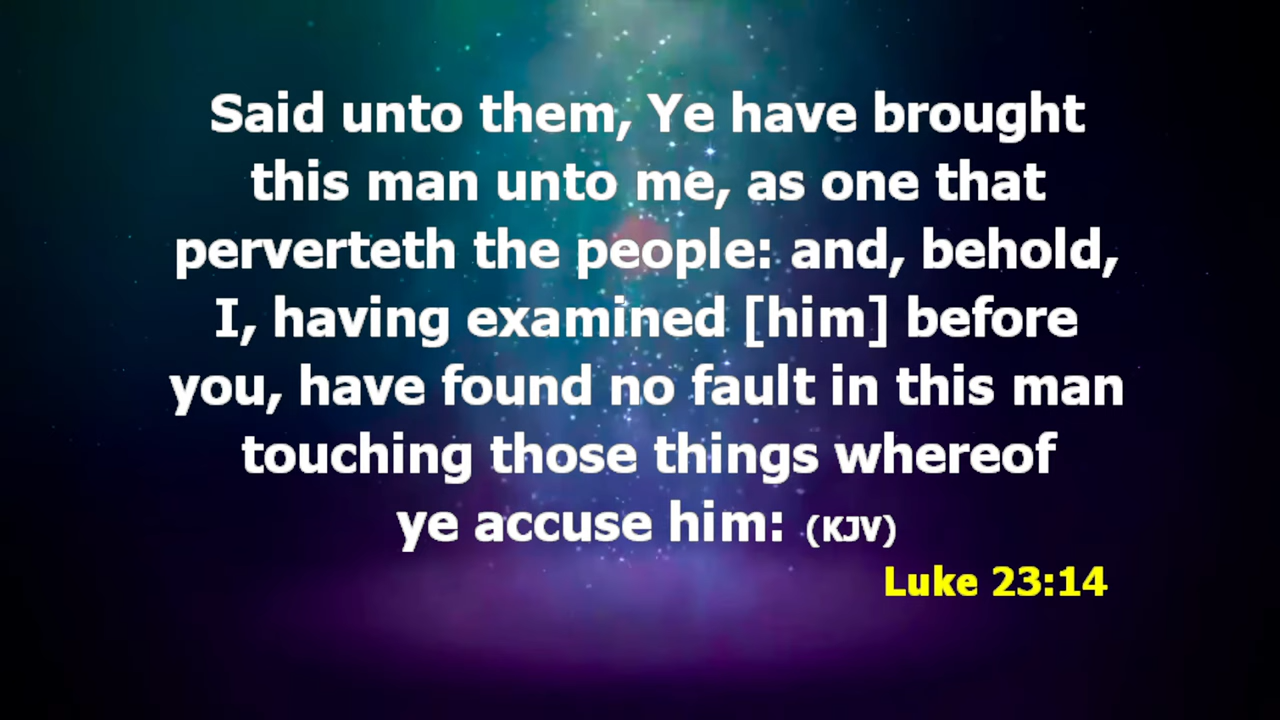 Said unto them, Ye have brought
this man unto me, as one that
perverteth the people: and, behold,
I, having examined [him] before
you, have found no fault in this man
touching those things whereof
ye accuse him: (KJV)
Luke 23:14